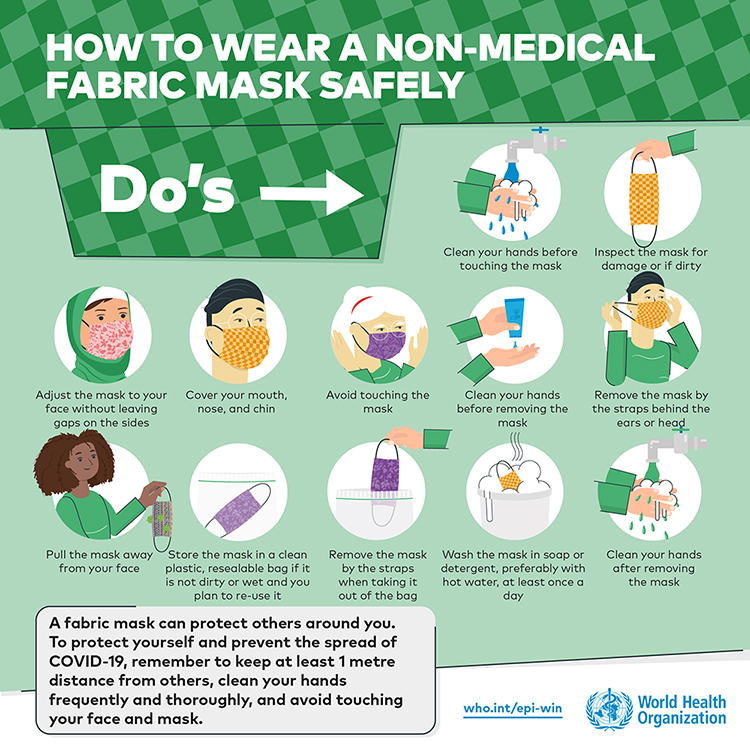 HOW TO WEAR A NON-MEDICAL
FABRIC MASK SAFELY
Do's
Clean your hands before
touching the mask
Inspect the mask for
damage or if dirty
Adjust the mask to your
face without leaving
gaps on the sides
Cover your mouth,
nose, and chin
Avoid touching the
mask
Clean your hands
before removing the
mask
Remove the mask by
the straps behind the
ears or head
Pull the mask away
from your face
Store the mask in a clean
plastic, resealable bag if it
is not dirty or wet and you
plan to re-use it
Remove the mask
by the straps
when taking it
out of the bag
Wash the mask in soap or
detergent, preferably with
hot water, at least once a
day
Clean your hands
after removing
the mask
A fabric mask can protect others around you.
To protect yourself and prevent the spread of
COVID-19, remember to keep at least 1 metre
distance from others, clean your hands
frequently and thoroughly, and avoid touching
your face and mask.
who.int/epi-win
World Health
Organization